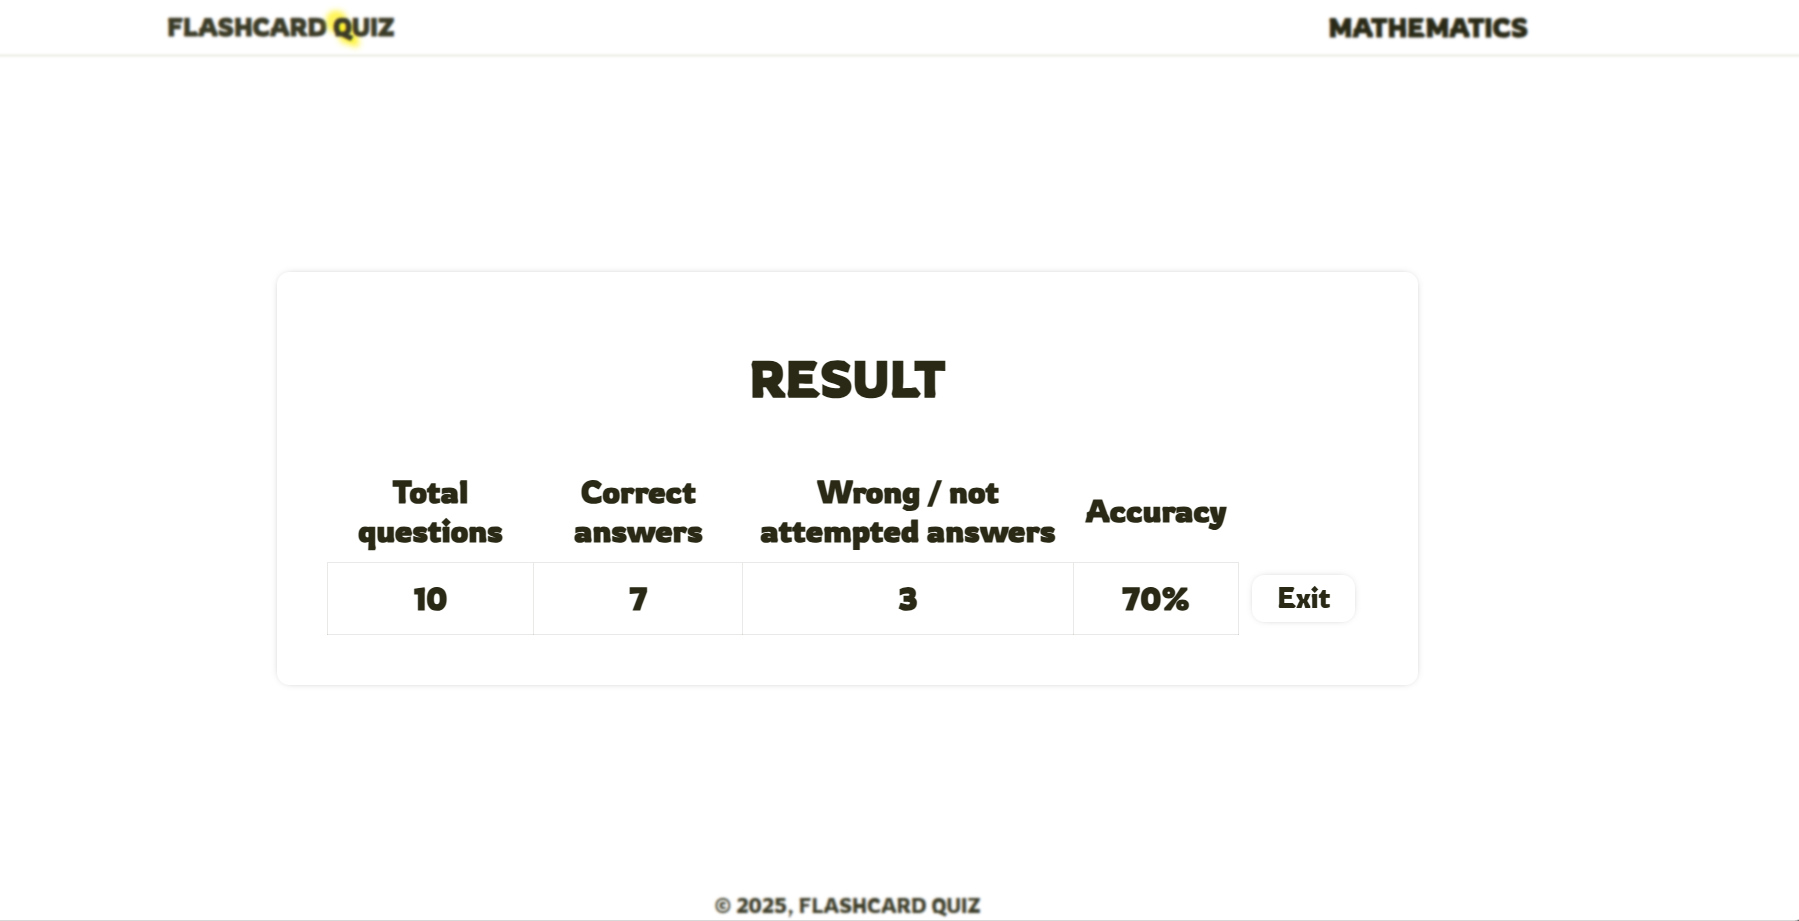 FLASHCARD QUIZ
MATHEMATICS
RESULT
Total
questions
Correct
answers
Wrong / not
attempted answers
Accuracy
10
7
3
70%
Exit
© 2025, FLASHCARD QUIZ